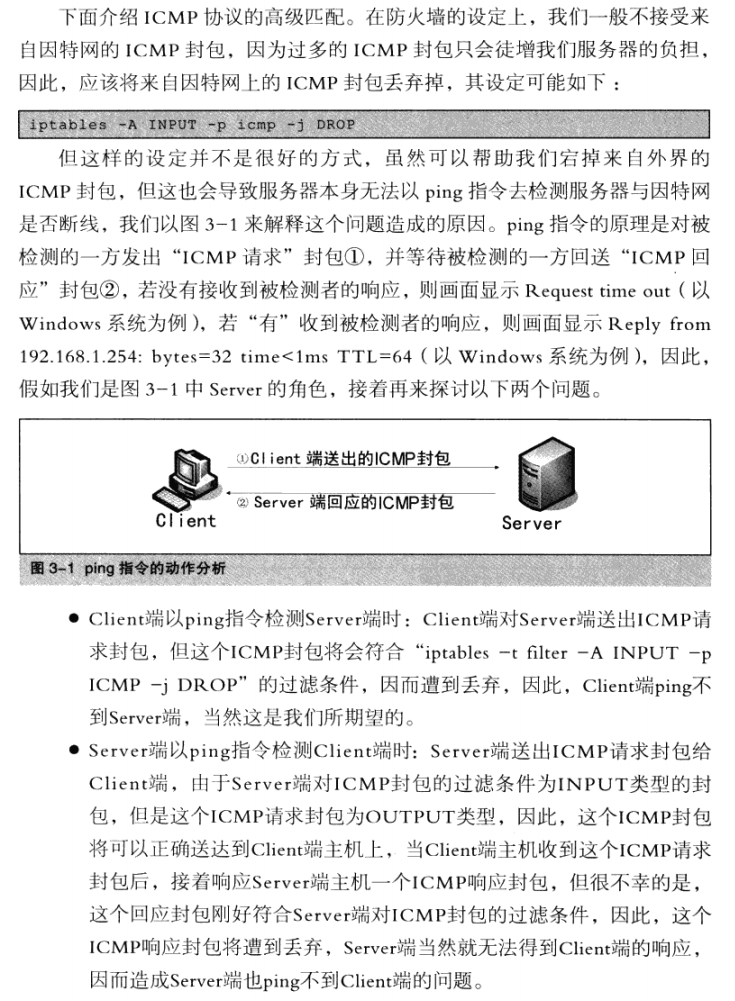 下面介绍 ICMP 协议的高级匹配。在防火墙的设定上，我们一般不接受来
自因特网的 ICMP 封包，因为过多的 ICMP 封包只会徒增我们服务器的负担，
因此，应该将来自因特网上的 ICMP 封包丢弃掉，其设定可能如下：
iptables -A INPUT -p icmp -j DROP
但这样的设定并不是很好的方式，虽然可以帮助我们宕掉来自外界的
ICMP 封包，但这也会导致服务器本身无法以 ping 指令去检测服务器与因特网
是否断线，我们以图 3-1 来解释这个问题造成的原因。ping 指令的原理是对被
检测的一方发出“ICMP 请求”封包①，并等待被检测的一方回送“ICMP 回
应”封包②，若没有接收到被检测者的响应，则画面显示 Request time out（以
Windows 系统为例），若“有”收到被检测者的响应，则画面显示 Reply from
192.168.1.254: bytes=32 time<1ms TTL=64（以 Windows 系统为例），因此，
假如我们是图 3-1 中 Server 的角色，接着再来探讨以下两个问题。
①Client 端送出的ICMP封包
② Server 端回应的ICMP封包
Client
Server
图 3-1 ping 指令的动作分析
● Client端以ping指令检测Server端时：Client端对Server端送出ICMP请
求封包，但这个ICMP封包将会符合“iptables -t filter -A INPUT -p
ICMP -j DROP”的过滤条件，因而遭到丢弃，因此，Client端ping不
到Server端，当然这是我们所期望的。
● Server端以ping指令检测Client端时：Server端送出ICMP请求封包给
Client端，由于Server端对ICMP封包的过滤条件为INPUT类型的封
包，但是这个ICMP请求封包为OUTPUT类型，因此，这个ICMP封包
将可以正确送达到Client端主机上，当Client端主机收到这个ICMP请求
封包后，接着响应Server端主机一个ICMP响应封包，但很不幸的是，
这个回应封包刚好符合Server端对ICMP封包的过滤条件，因此，这个
ICMP响应封包将遭到丢弃，Server端当然就无法得到Client端的响应，
因而造成Server端也ping不到Client端的问题。